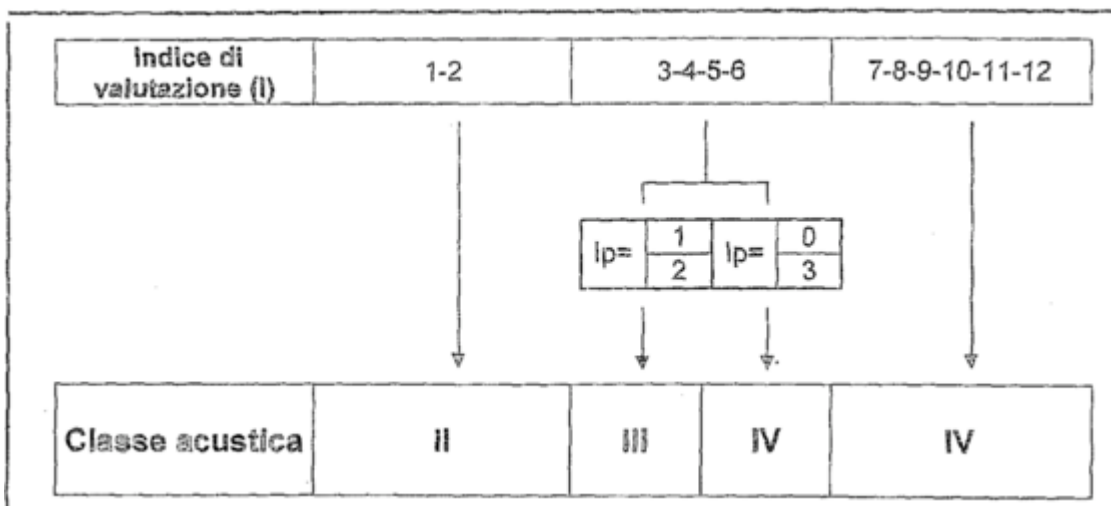 Indice di valutazione (I)
1-2
3-4-5-6
7-8-9-10-11-12
Ip=
1
2
Ip=
0
3
Classe acustica
II
III
IV
IV